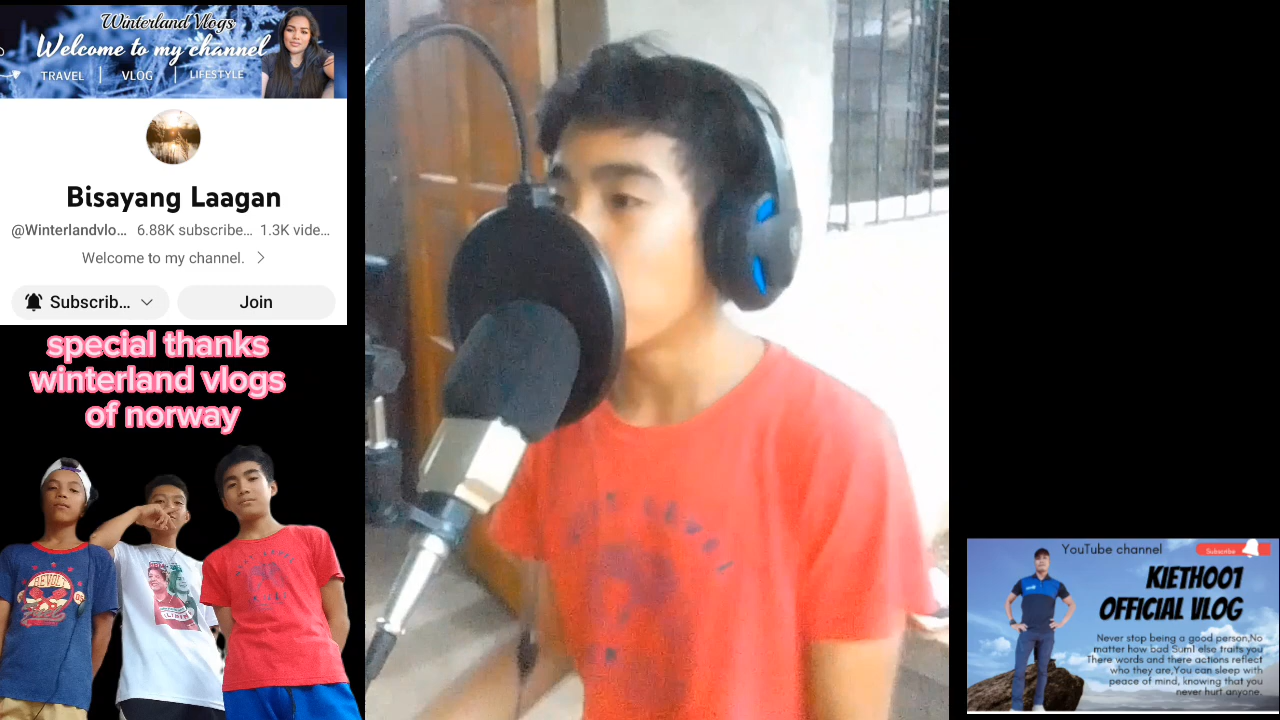 Winterland Vlogs
Welcome to my channel
TRAVEL | VLOG | LIFESTYLE
Bisayang Laagan
@Winterlandvlo... 6.88K subscribe... 1.3K vide...
Welcome to my channel.
Subscrib...
Join
special thanks
winterland vlogs
of norway
REVOLT
YouTube channel
Subscribe
KIETH001
OFFICIAL VLOG
Never stop being a good person,No
matter how bad Suml else traits you
There words and there actions reflect
who they are,You can sleep with
peace of mind, knowing that you
never hurt anyone.